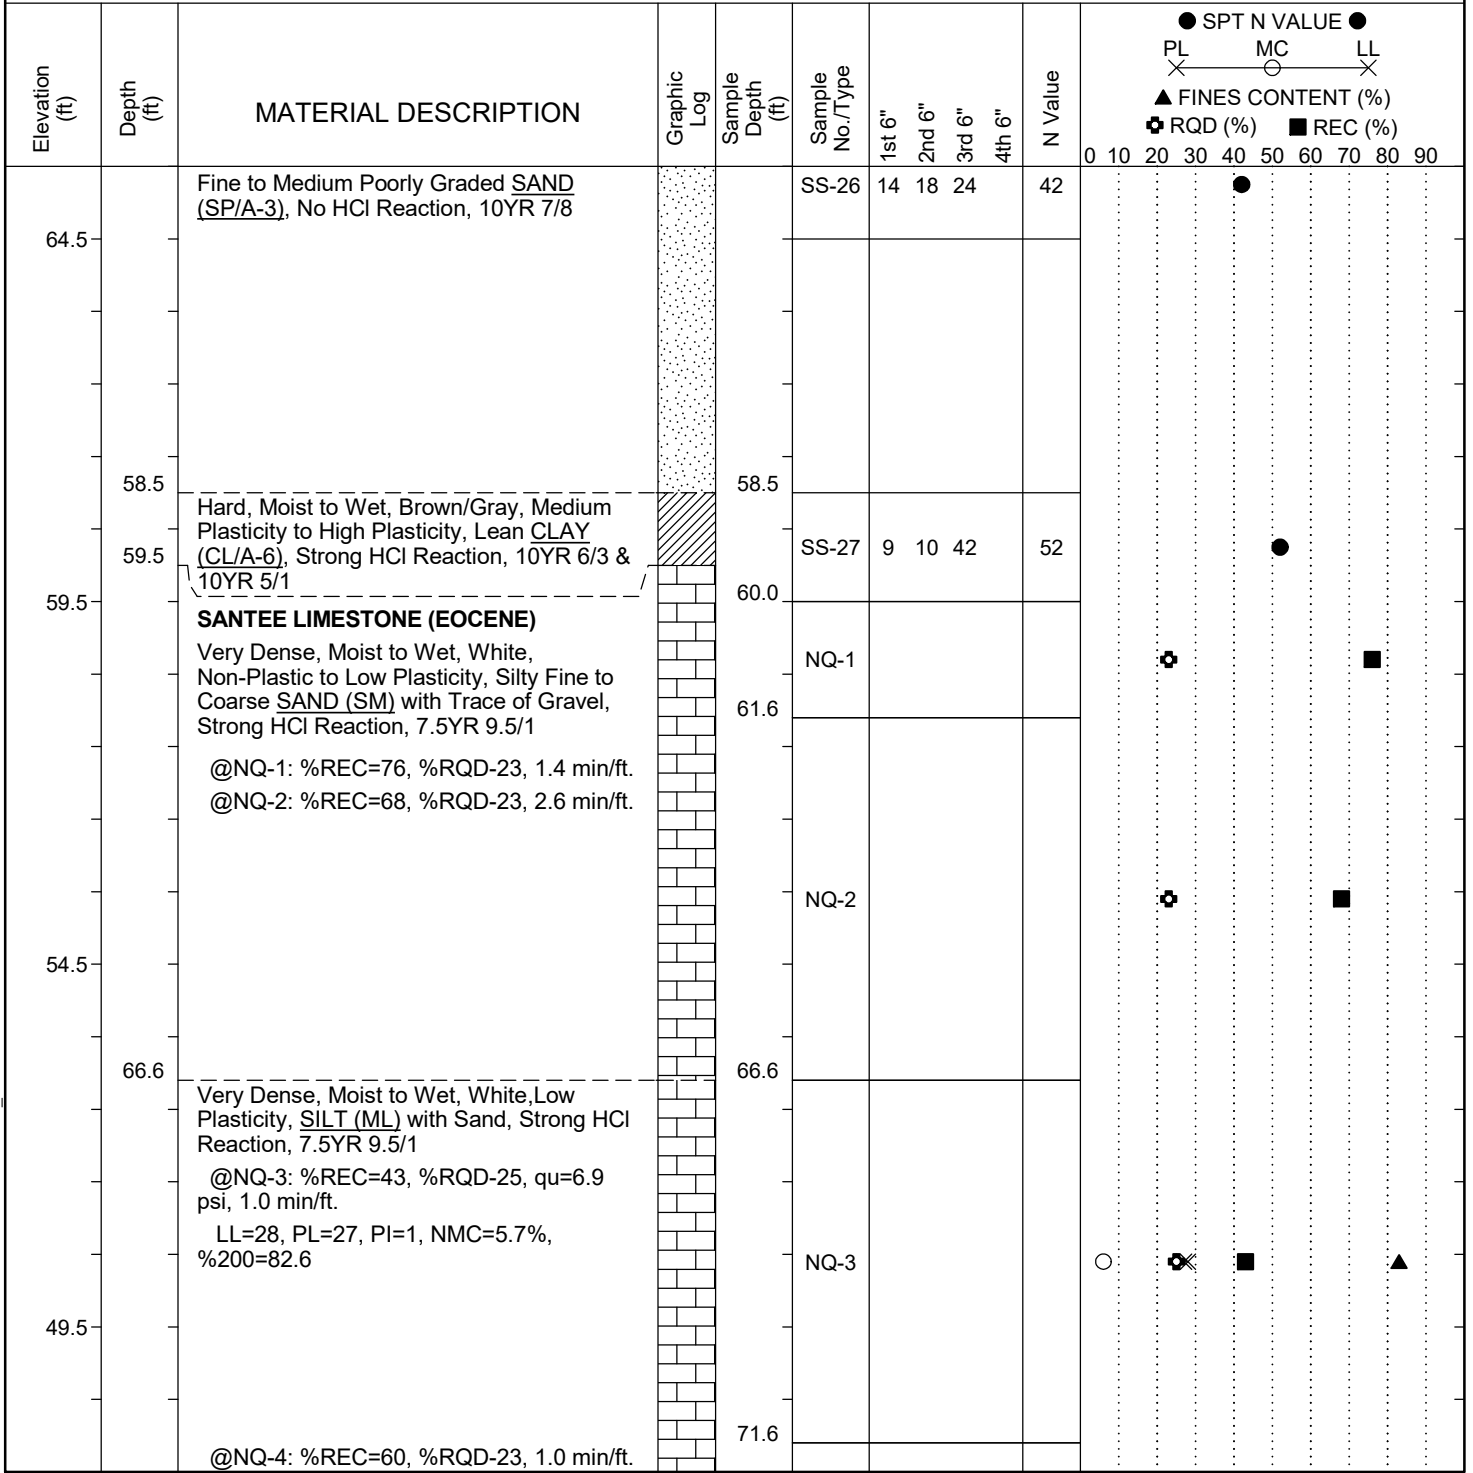 Elevation (ft)
Depth (ft)
MATERIAL DESCRIPTION
Graphic Log
Sample Depth (ft)
Sample No./Type
1st 6"
2nd 6"
3rd 6"
4th 6"
N Value
SPT N VALUE
PL MC LL
FINES CONTENT (%)
RQD (%) REC (%)
0 10 20 30 40 50 60 70 80 90
Fine to Medium Poorly Graded SAND
(SP/A-3), No HCl Reaction, 10YR 7/8
SS-26 14 18 24 42
64.5
58.5
58.5
Hard, Moist to Wet, Brown/Gray, Medium
Plasticity to High Plasticity, Lean CLAY
(CL/A-6), Strong HCl Reaction, 10YR 6/3 &
10YR 5/1
59.5
SS-27 9 10 42 52
60.0
59.5
SANTEE LIMESTONE (EOCENE)
Very Dense, Moist to Wet, White,
Non-Plastic to Low Plasticity, Silty Fine to
Coarse SAND (SM) with Trace of Gravel,
Strong HCl Reaction, 7.5YR 9.5/1
NQ-1
61.6
@NQ-1: %REC=76, %RQD-23, 1.4 min/ft.
@NQ-2: %REC=68, %RQD-23, 2.6 min/ft.
NQ-2
54.5
66.6
66.6
Very Dense, Moist to Wet, White,Low
Plasticity, SILT (ML) with Sand, Strong HCl
Reaction, 7.5YR 9.5/1
@NQ-3: %REC=43, %RQD-25, qu=6.9
psi, 1.0 min/ft.
LL=28, PL=27, PI=1, NMC=5.7%,
%200=82.6
NQ-3
49.5
71.6
@NQ-4: %REC=60, %RQD-23, 1.0 min/ft.